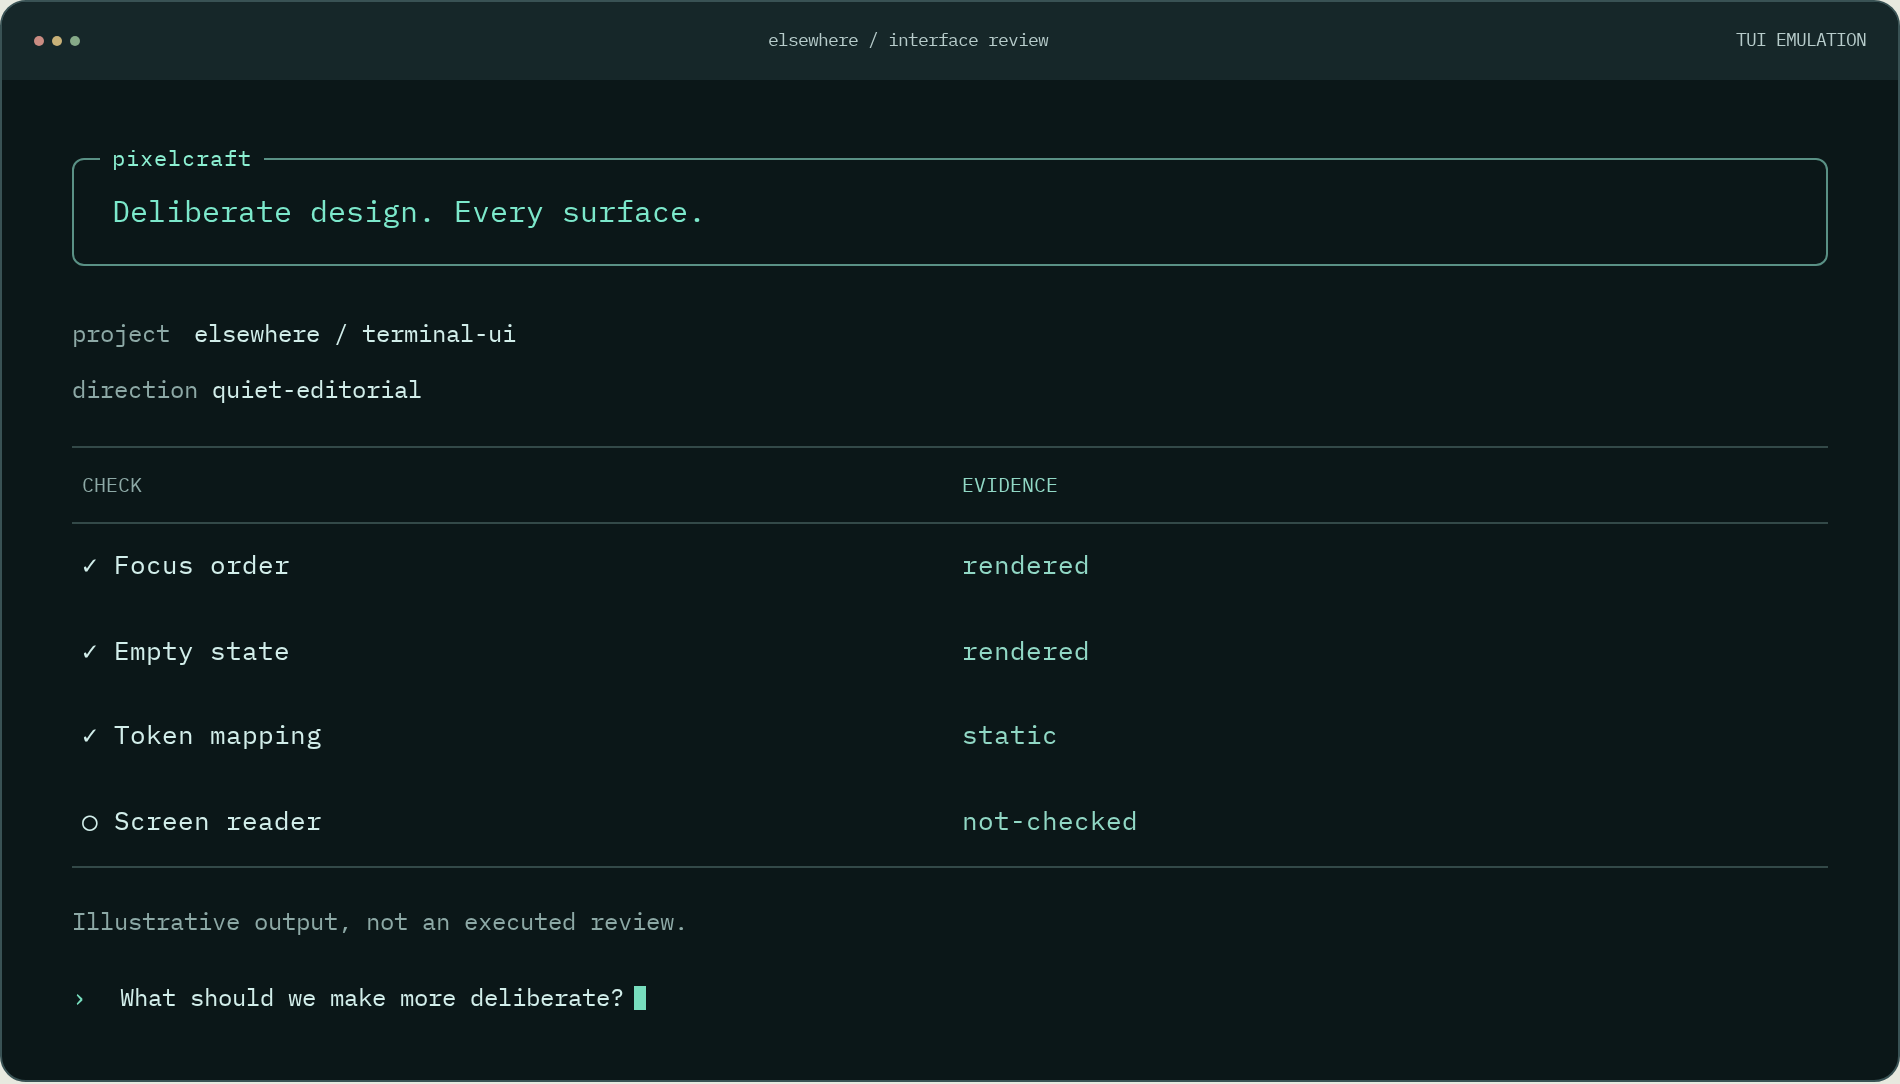 elsewhere / interface review
TUI EMULATION
pixelcraft
Deliberate design. Every surface.
project elsewhere / terminal-ui
direction quiet-editorial
CHECK EVIDENCE
✓ Focus order rendered
✓ Empty state rendered
✓ Token mapping static
○ Screen reader not-checked
Illustrative output, not an executed review.
› What should we make more deliberate?